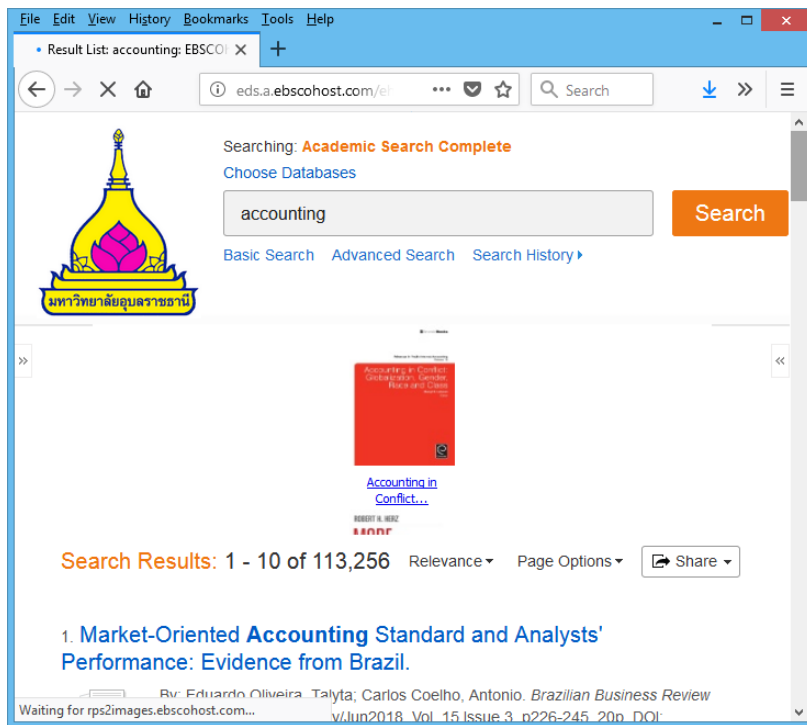 File Edit View History Bookmarks Tools Help
Result List: accounting: EBSCO
eds.a.ebscohost.com/eb
Search
Searching: Academic Search Complete
Choose Databases
accounting
Search
Basic Search Advanced Search Search History
มหาวิทยาลัยอุบลราชธานี
Accounting in Conflict:
Globalization, Gender,
Race and Class
Accounting in
Conflict...
ROBERT H. HERZ
MORE
Search Results: 1 - 10 of 113,256 Relevance Page Options Share
1. Market-Oriented Accounting Standard and Analysts'
Performance: Evidence from Brazil.
By: Eduardo Oliveira, Talyta; Carlos Coelho, Antonio. Brazilian Business Review
y/Jun2018, Vol. 15 Issue 3, p226-245. 20p. DOI:
Waiting for rps2images.ebscohost.com...